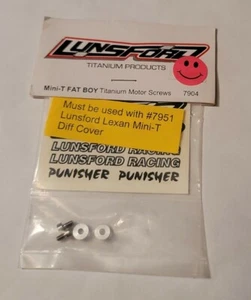 LUNSFORD
TITANIUM PRODUCTS
Mini-T FAT BOY Titanium Motor Screws 7904
Must be used with #7951
Lunsford Lexan Mini-T
Diff Cover
LUNSFORD RACING
LUNSFORD RACING
PUNISHER PUNISHER